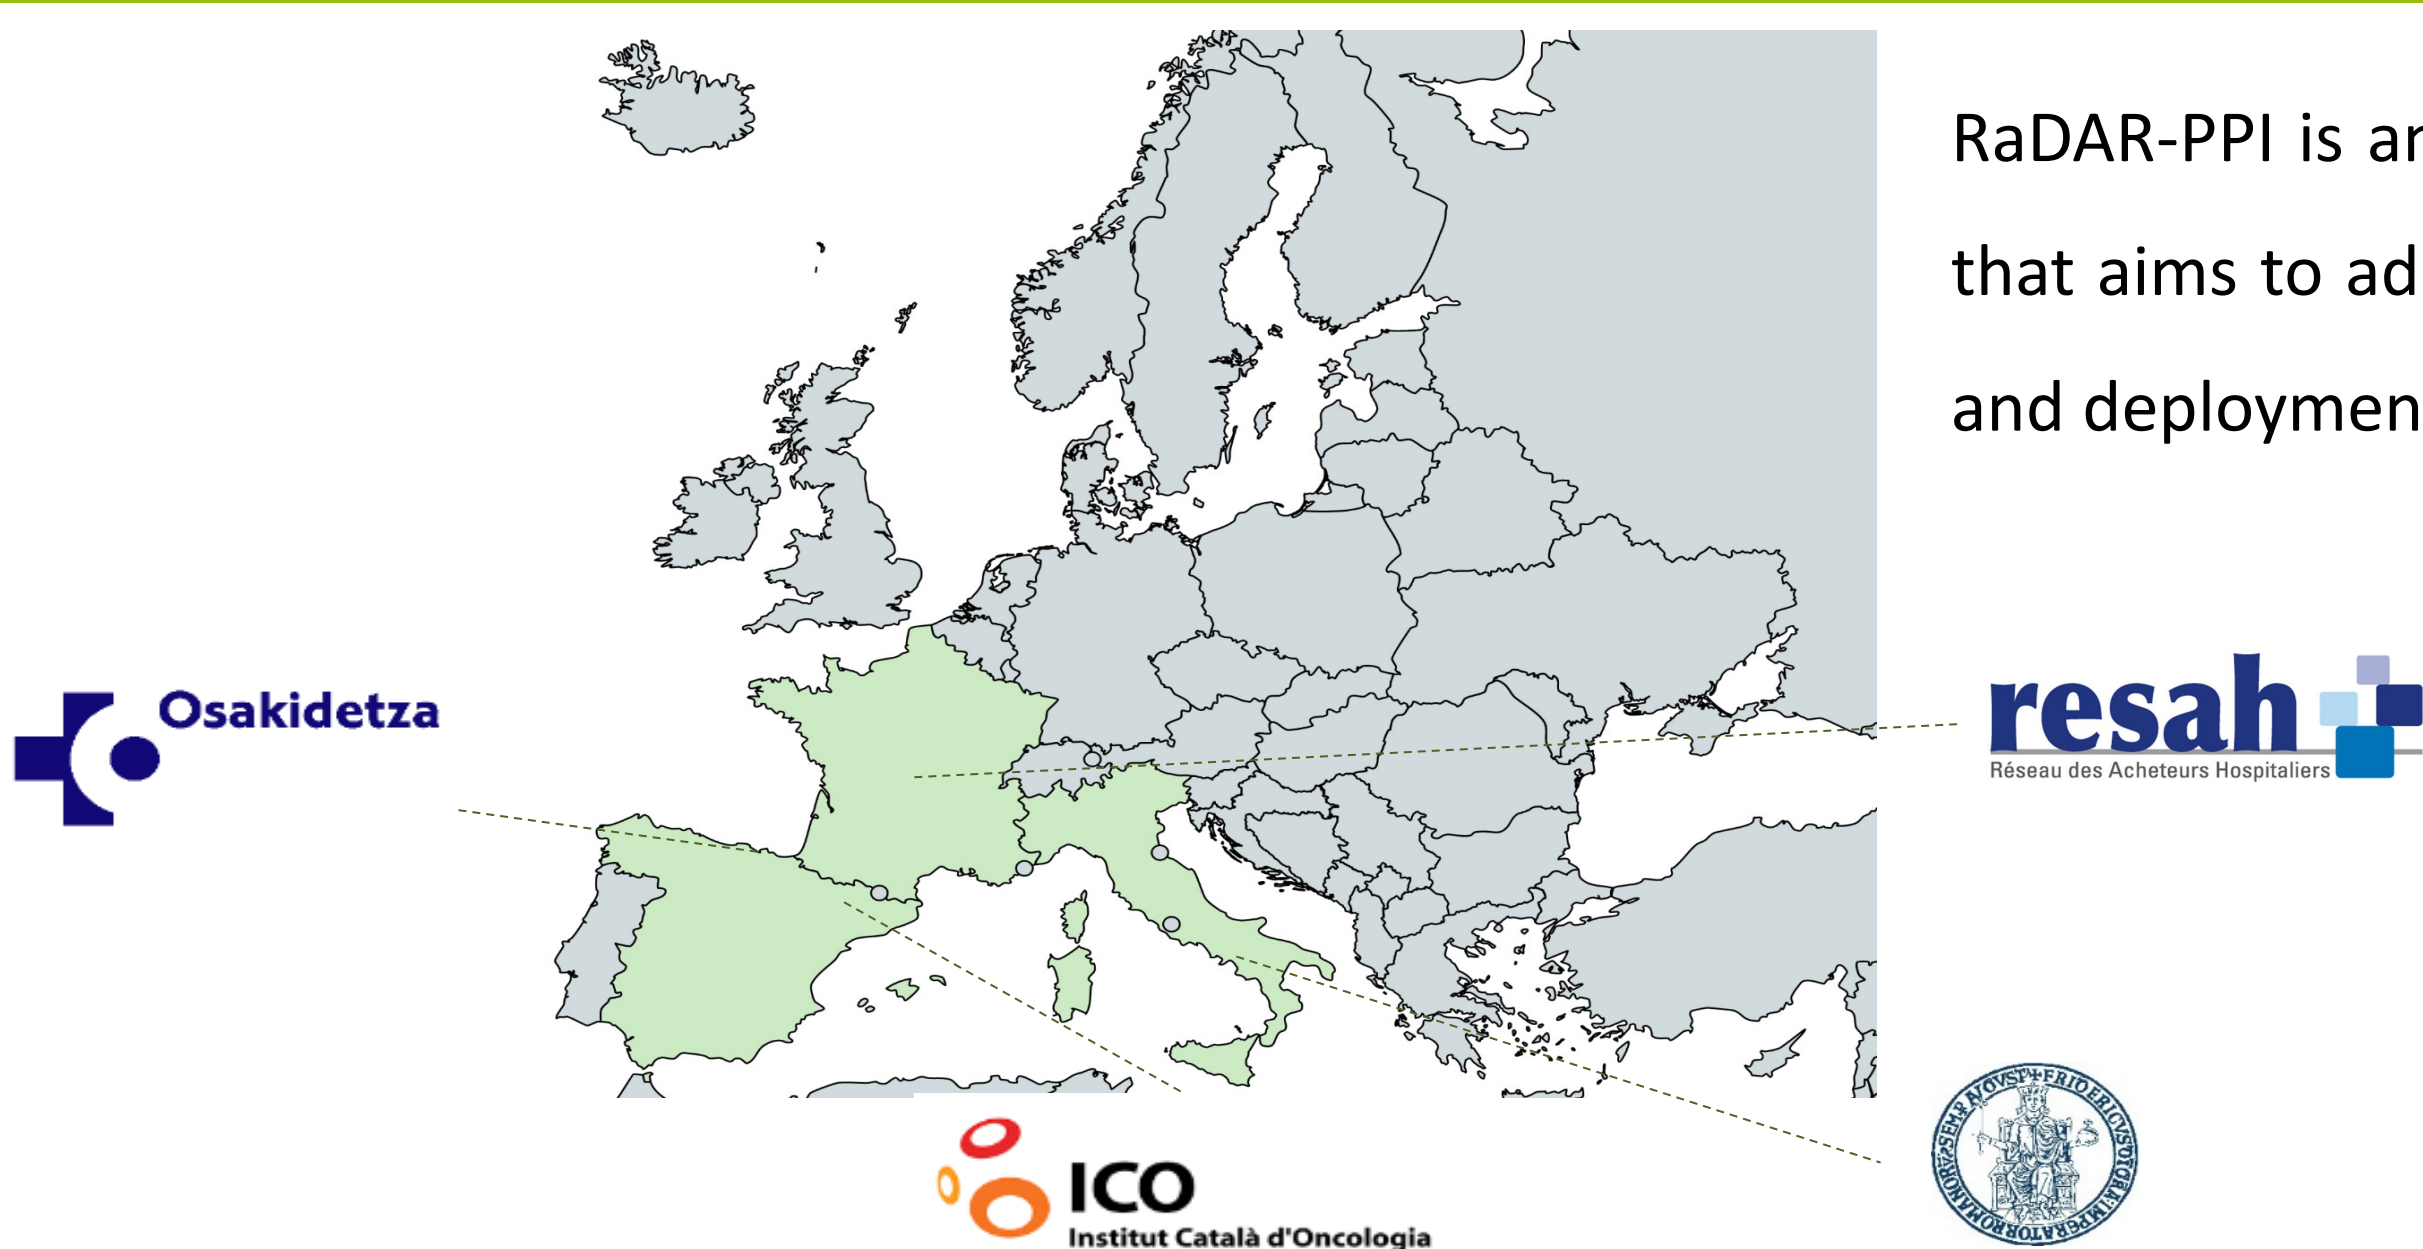 RaDAR-PPI is an
that aims to ad
and deploymen
Osakidetza
resah
Réseau des Acheteurs Hospitaliers
ICO
Institut Català d'Oncologia